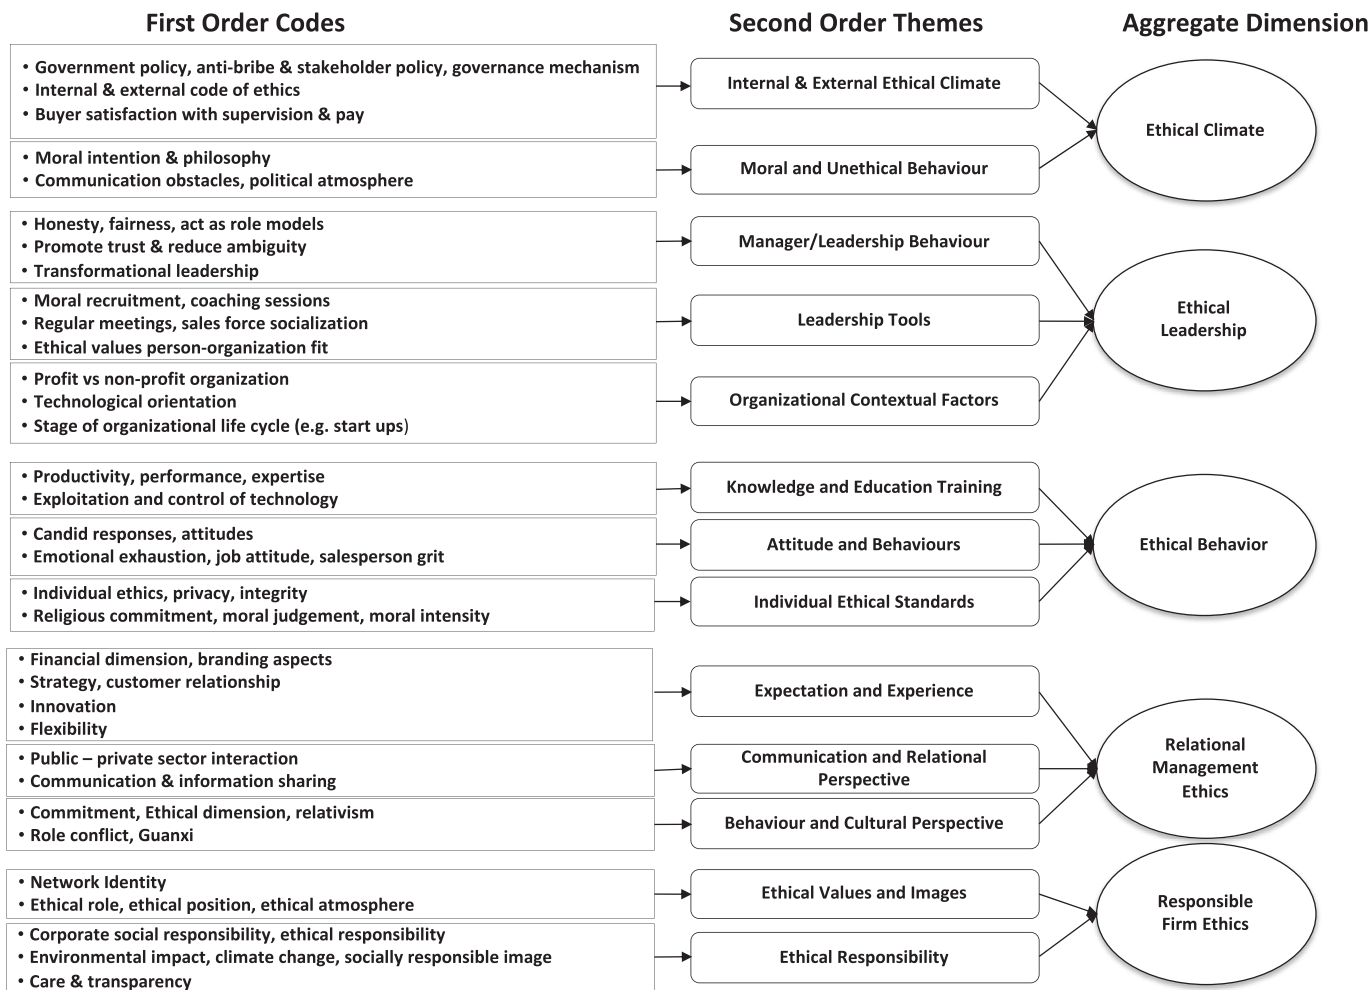 First Order Codes
Second Order Themes
Aggregate Dimension
• Government policy, anti-bribe & stakeholder policy, governance mechanism
• Internal & external code of ethics
• Buyer satisfaction with supervision & pay
Internal & External Ethical Climate
• Moral intention & philosophy
• Communication obstacles, political atmosphere
Moral and Unethical Behaviour
Ethical Climate
• Honesty, fairness, act as role models
• Promote trust & reduce ambiguity
• Transformational leadership
Manager/Leadership Behaviour
• Moral recruitment, coaching sessions
• Regular meetings, sales force socialization
• Ethical values person-organization fit
Leadership Tools
• Profit vs non-profit organization
• Technological orientation
• Stage of organizational life cycle (e.g. start ups)
Organizational Contextual Factors
Ethical
Leadership
• Productivity, performance, expertise
• Exploitation and control of technology
Knowledge and Education Training
• Candid responses, attitudes
• Emotional exhaustion, job attitude, salesperson grit
Attitude and Behaviours
• Individual ethics, privacy, integrity
• Religious commitment, moral judgement, moral intensity
Individual Ethical Standards
Ethical Behavior
• Financial dimension, branding aspects
• Strategy, customer relationship
• Innovation
• Flexibility
Expectation and Experience
• Public – private sector interaction
• Communication & information sharing
Communication and Relational
Perspective
• Commitment, Ethical dimension, relativism
• Role conflict, Guanxi
Behaviour and Cultural Perspective
Relational
Management
Ethics
• Network Identity
• Ethical role, ethical position, ethical atmosphere
Ethical Values and Images
• Corporate social responsibility, ethical responsibility
• Environmental impact, climate change, socially responsible image
• Care & transparency
Ethical Responsibility
Responsible
Firm Ethics